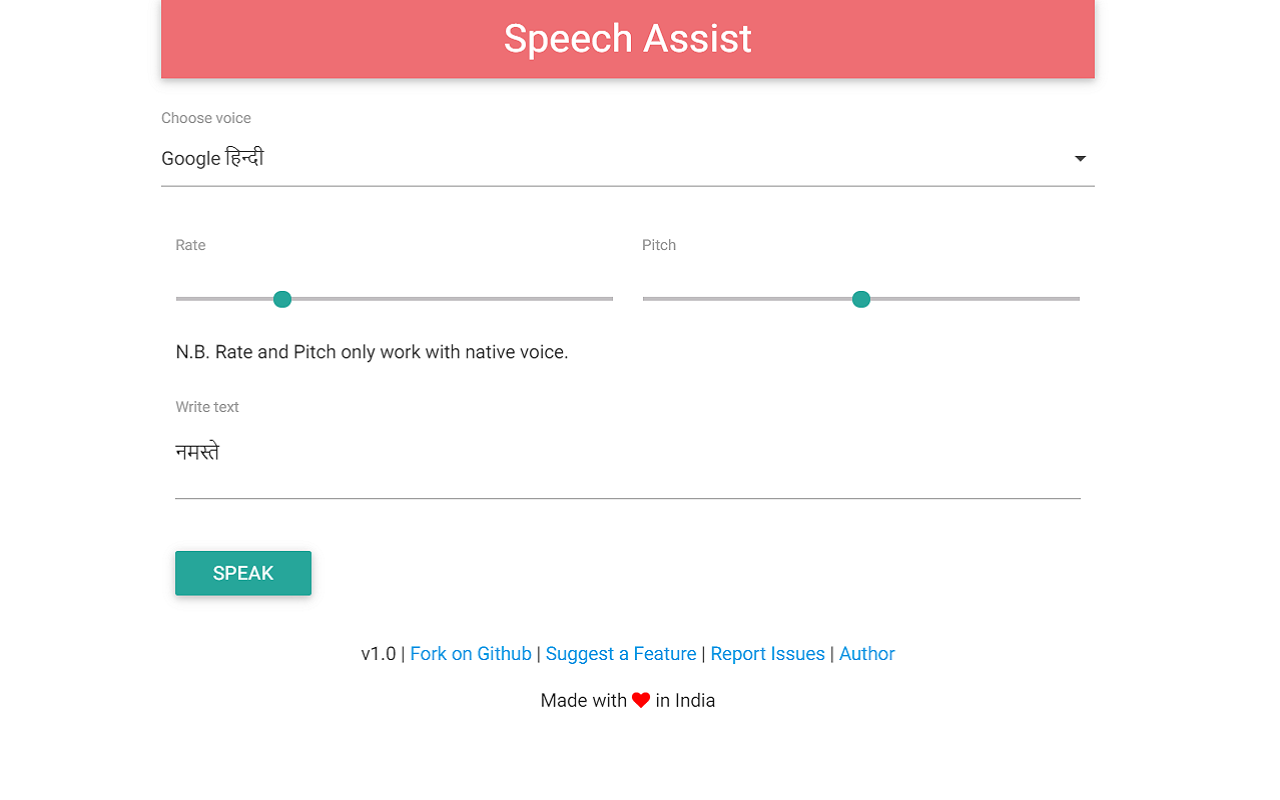 Speech Assist
Choose voice
Google हिन्दी
Rate Pitch
N.B. Rate and Pitch only work with native voice.
Write text
नमस्ते
SPEAK
v1.0 | Fork on Github | Suggest a Feature | Report Issues | Author
Made with ❤ in India